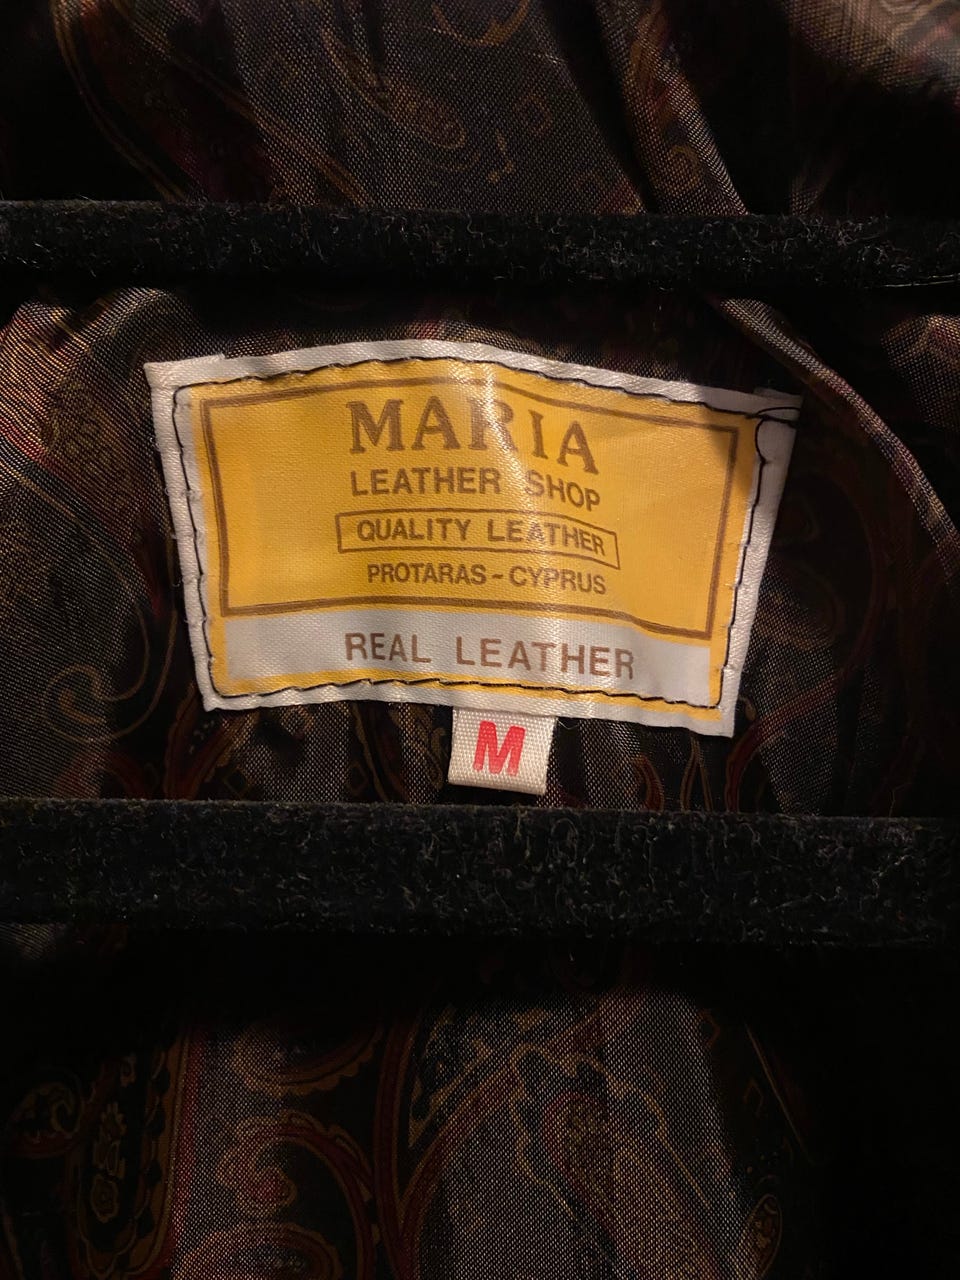 MARIA
LEATHER SHOP
QUALITY LEATHER
PROTARAS - CYPRUS
REAL LEATHER
M